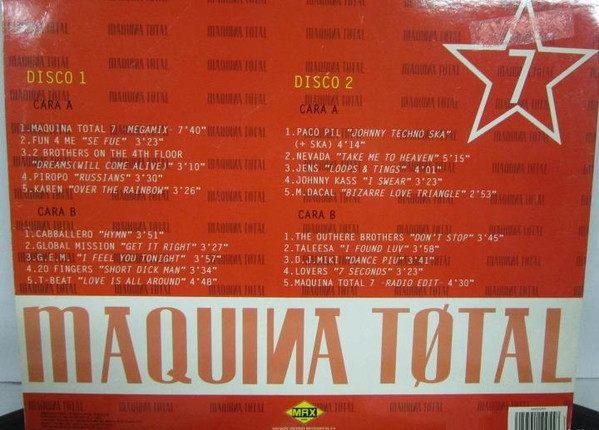 7
DISCO 1
CARA A
1.MAQUINA TOTAL 7 -MEGAMIX- 7'40"
2.FUN 4 ME "SE FUE" 3'23"
3.2 BROTHERS ON THE 4TH FLOOR
"DREAMS(WILL COME ALIVE)" 3'10"
4.PIROPO "RUSSIANS" 3'30"
5.KAREN "OVER THE RAINBOW" 3'26"
CARA B
1.CABBALLERO "HYMN" 3'51"
2.GLOBAL MISSION "GET IT RIGHT" 3'27"
3.G.E.M. "I FEEL YOU TONIGHT" 3'57"
4.20 FINGERS "SHORT DICK MAN" 3'34"
5.T-BEAT "LOVE IS ALL AROUND" 4'48"
DISCO 2
CARA A
1.PACO PIL "JOHNNY TECHNO SKA"
(+ SKA) 4'14"
2.NEVADA "TAKE ME TO HEAVEN" 5'15"
3.JENS "LOOPS & TINGS" 4'01"
4.JOHNNY KASS "I SWEAR" 3'23"
5.M.DACAL "BIZARRE LOVE TRIANGLE" 2'53"
CARA B
1.THE OUTHERE BROTHERS "DON'T STOP" 3'45"
2.TALEESA "I FOUND LUV" 3'58"
3.D.J.MIKI "DANCE PIU" 3'41"
4.LOVERS "7 SECONDS" 3'23"
5.MAQUINA TOTAL 7 -RADIO EDIT- 4'30"
MAQUINA TØTAL
MAX